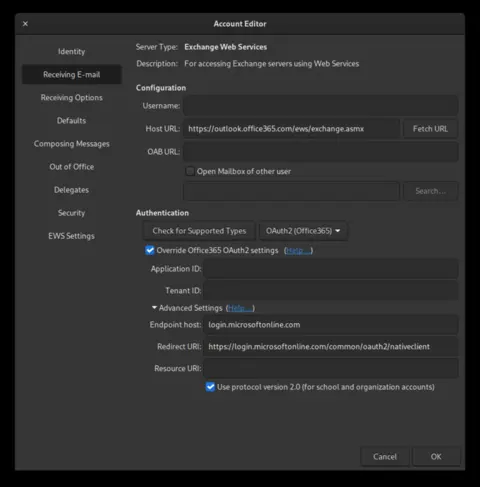 Account Editor
Identity
Receiving E-mail
Receiving Options
Defaults
Composing Messages
Out of Office
Delegates
Security
EWS Settings
Server Type: Exchange Web Services
Description: For accessing Exchange servers using Web Services
Configuration
Username:
Host URL: https://outlook.office365.com/ews/exchange.asmx Fetch URL
OAB URL:
Open Mailbox of other user
Search...
Authentication
Check for Supported Types OAuth2 (Office365)
Override Office365 OAuth2 settings (Help...)
Application ID:
Tenant ID:
Advanced Settings (Help...)
Endpoint host: login.microsoftonline.com
Redirect URI: https://login.microsoftonline.com/common/oauth2/nativeclient
Resource URI:
Use protocol version 2.0 (for school and organization accounts)
Cancel OK